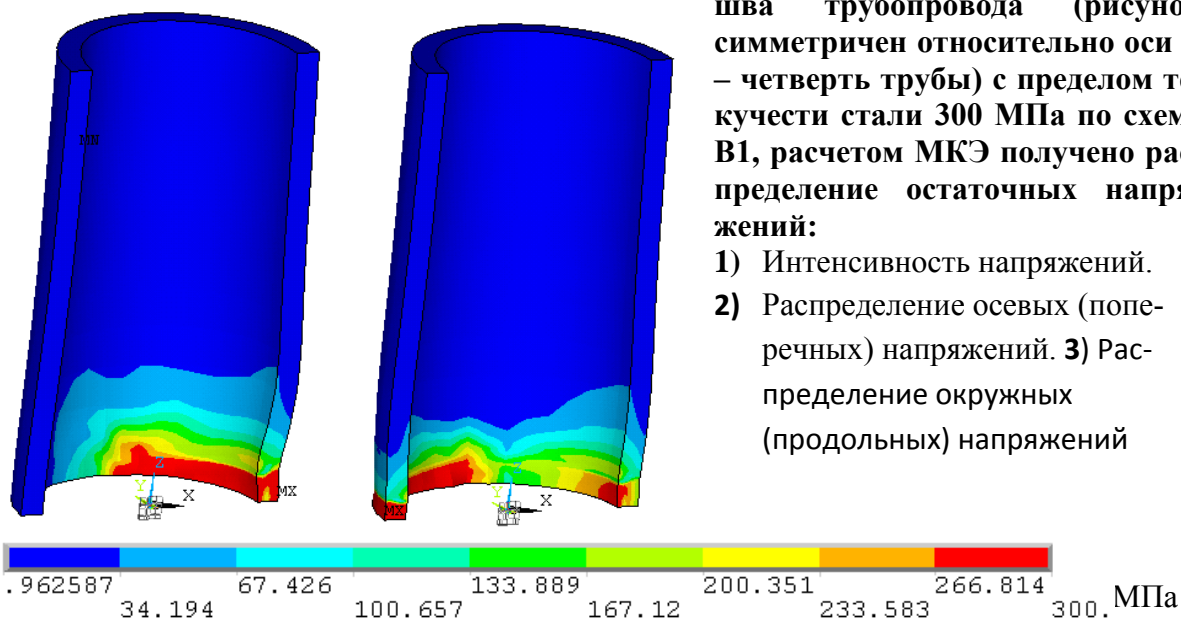 шва трубопровода (рисуно
симметричен относительно оси
– четверть трубы) с пределом те
кучести стали 300 МПа по схем
В1, расчетом МКЭ получено рас
пределение остаточных напря
жений:
1) Интенсивность напряжений.
2) Распределение осевых (попе-
речных) напряжений. 3) Рас-
пределение окружных
(продольных) напряжений
MN
Z
Y
X
MX
Z
Y
X
MX
.962587 67.426 133.889 200.351 266.814
34.194 100.657 167.12 233.583 300. МПа